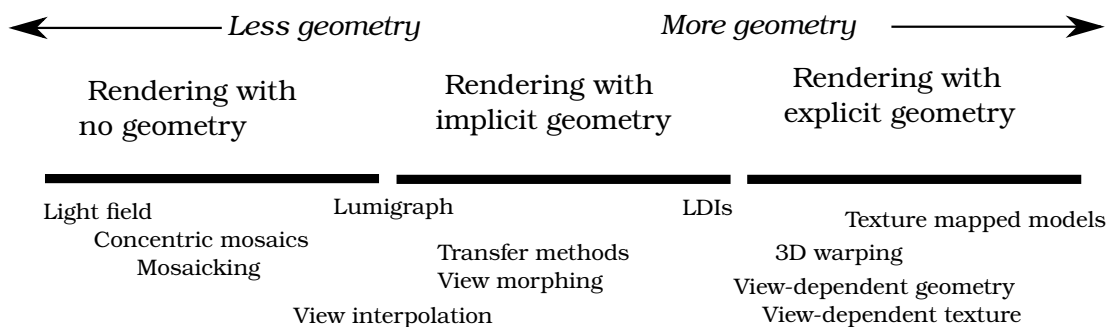 Less geometry
More geometry
Rendering with
no geometry
Rendering with
implicit geometry
Rendering with
explicit geometry
Light field
Lumigraph
LDIs
Texture mapped models
Concentric mosaics
Transfer methods
3D warping
Mosaicking
View morphing
View-dependent geometry
View interpolation
View-dependent texture